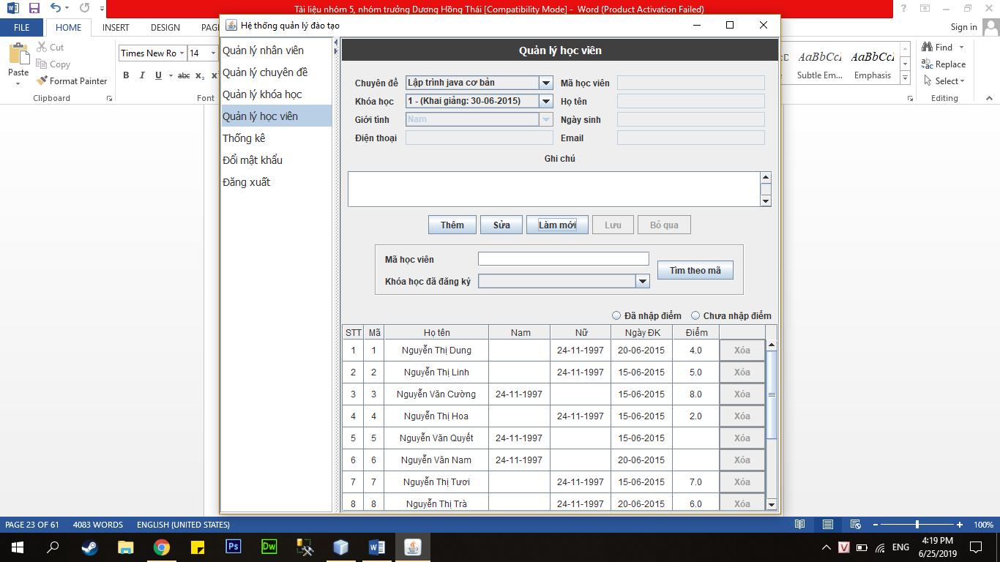 Tài liệu nhóm 5, nhóm trưởng Dương Hồng Thái [Compatibility Mode] - Word (Product Activation Failed)
FILE HOME INSERT DESIGN Sign in
Cut
Copy
Format Painter
Paste
Clipboard
Times New Ro 14
B I U abc x₂ x
Font
AaBbCcI AaBbCcI
Subtle Em... Emphasis
Find
Replace
Select
Editing
Hệ thống quản lý đào tạo
Quản lý nhân viên
Quản lý chuyên đề
Quản lý khóa học
Quản lý học viên
Thống kê
Đổi mật khẩu
Đăng xuất
Quản lý học viên
Chuyên đề Lập trình java cơ bản Mã học viên
Khóa học 1 - (Khai giảng: 30-06-2015) Họ tên
Giới tính Nam Ngày sinh
Điện thoại Email
Ghi chú
Thêm Sửa Làm mới Lưu Bỏ qua
Mã học viên
Khóa học đã đăng ký
Tìm theo mã
Đã nhập điểm Chưa nhập điểm
STT Mã Họ tên Nam Nữ Ngày ĐK Điểm
1 1 Nguyễn Thị Dung 24-11-1997 20-06-2015 4.0 Xóa
2 2 Nguyễn Thị Linh 24-11-1997 15-06-2015 5.0 Xóa
3 3 Nguyễn Văn Cường 24-11-1997 15-06-2015 8.0 Xóa
4 4 Nguyễn Thị Hoa 24-11-1997 15-06-2015 2.0 Xóa
5 5 Nguyễn Văn Quyết 24-11-1997 15-06-2015 Xóa
6 6 Nguyễn Văn Nam 24-11-1997 20-06-2015 Xóa
7 7 Nguyễn Thị Tươi 24-11-1997 15-06-2015 7.0 Xóa
8 8 Nguyễn Thị Trà 24-11-1997 20-06-2015 6.0 Xóa
PAGE 23 OF 61 4083 WORDS ENGLISH (UNITED STATES) 100%
Ps Dw ENG
4:19 PM
6/25/2019